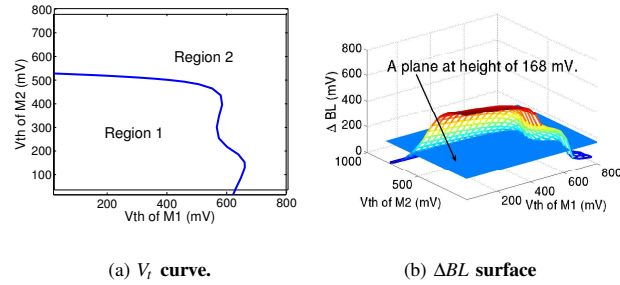 800
700
600
500
400
300
200
100
0
200
400
600
800
Vth of M2 (mV)
Vth of M1 (mV)
Region 2
Region 1
800
600
400
200
0
1000
500
200
400
600
800
Δ BL
Vth of M2 (mV)
Vth of M1 (mV)
A plane at height of 168 mV.
(a) Vt curve.
(b) ΔBL surface